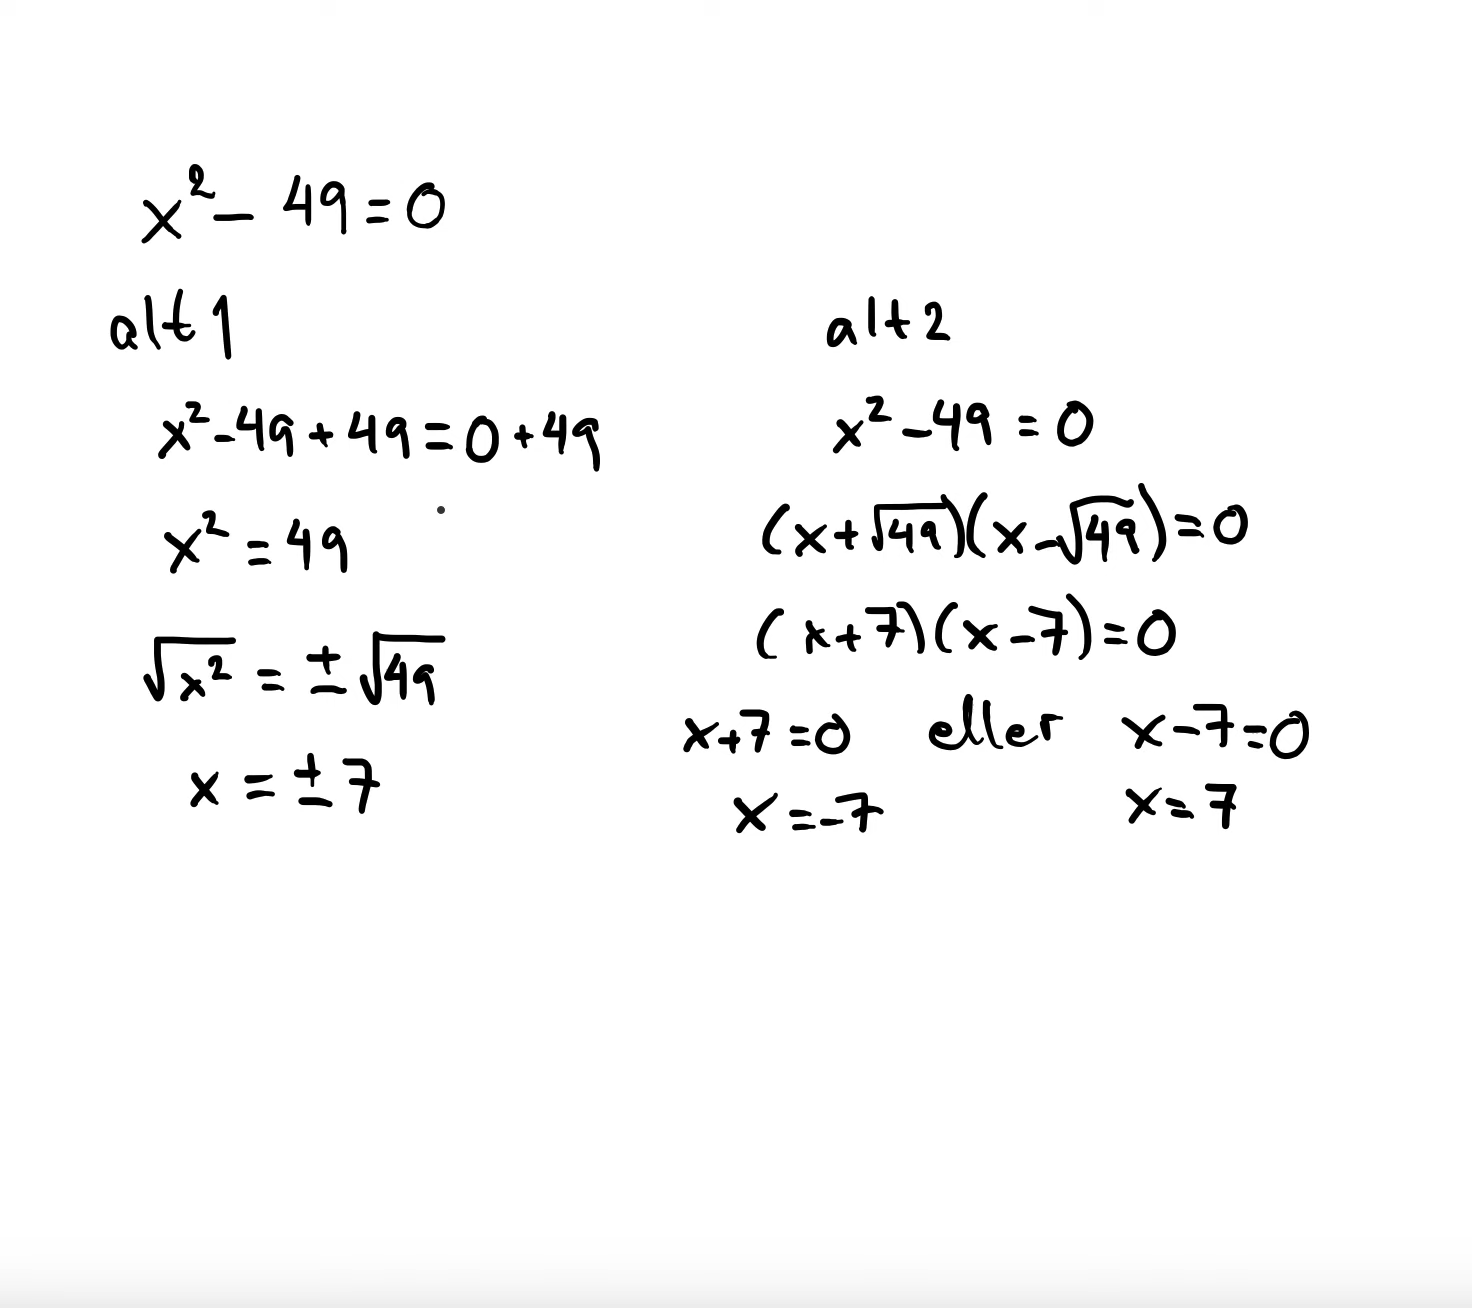 x² - 49 = 0
alt 1
x² - 49 + 49 = 0 + 49
x² = 49
√x² = ± √49
x = ± 7
alt 2
x² - 49 = 0
(x + √49)(x - √49) = 0
(x + 7)(x - 7) = 0
x + 7 = 0 eller x - 7 = 0
x = -7 x = 7